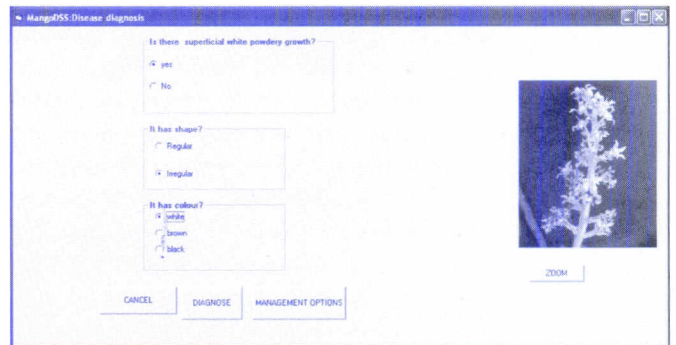 MangoDSS:Disease diagnosis
Is there superficial white powdery growth?
yes
No
It has shape?
Regular
Irregular
It has colour?
white
brown
black
ZOOM
CANCEL
DIAGNOSE
MANAGEMENT OPTIONS